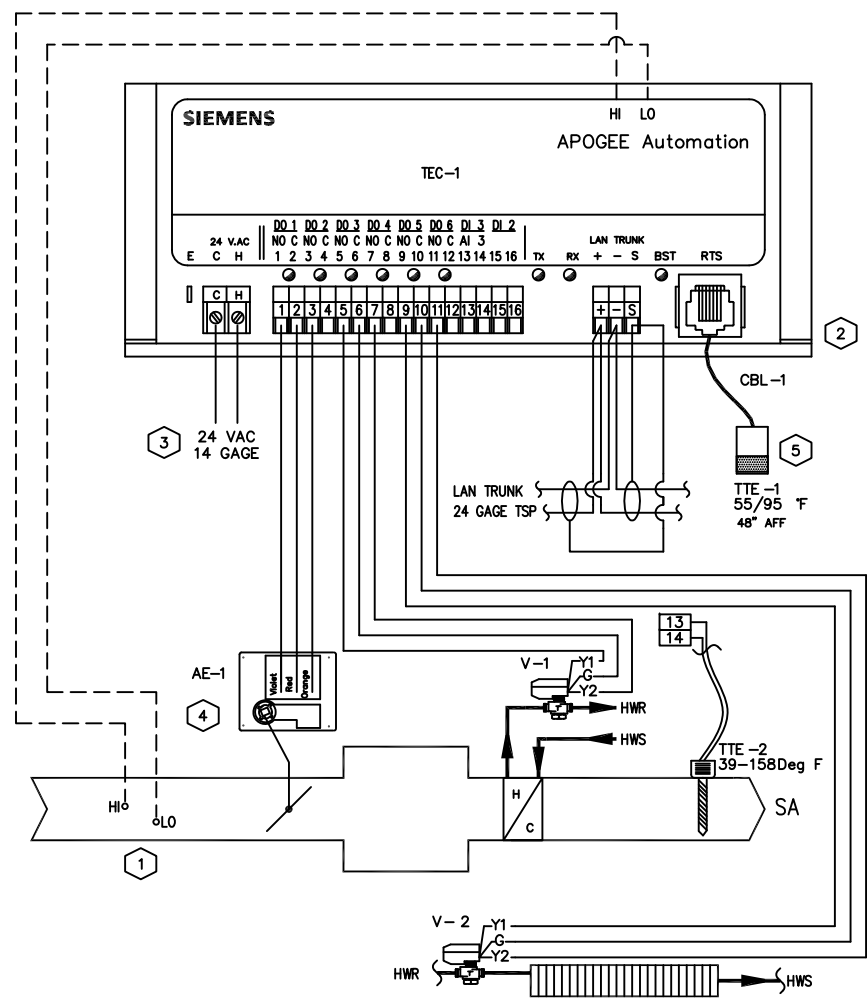 HI LO
SIEMENS
APOGEE Automation
TEC-1
DO 1 DO 2 DO 3 DO 4 DO 5 DO 6 DI 3 DI 2
24 V.AC NO C NO C NO C NO C NO C NO C AI 3 LAN TRUNK
E C H 1 2 3 4 5 6 7 8 9 10 11 12 13 14 15 16 TX RX + - S BST RTS
C H 1 2 3 4 5 6 7 8 9 10 11 12 13 14 15 16 + - S
2
CBL-1
3 24 VAC
14 GAGE
5
LAN TRUNK
24 GAGE TSP
TTE-1
55/95 °F
48" AFF
13
14
AE-1
Violet
Red
Orange
4
V-1
Y1
G
Y2
HWR
HWS
TTE-2
39-158Deg F
HI
LO
H
C
SA
1
V-2
Y1
G
Y2
HWR
HWS